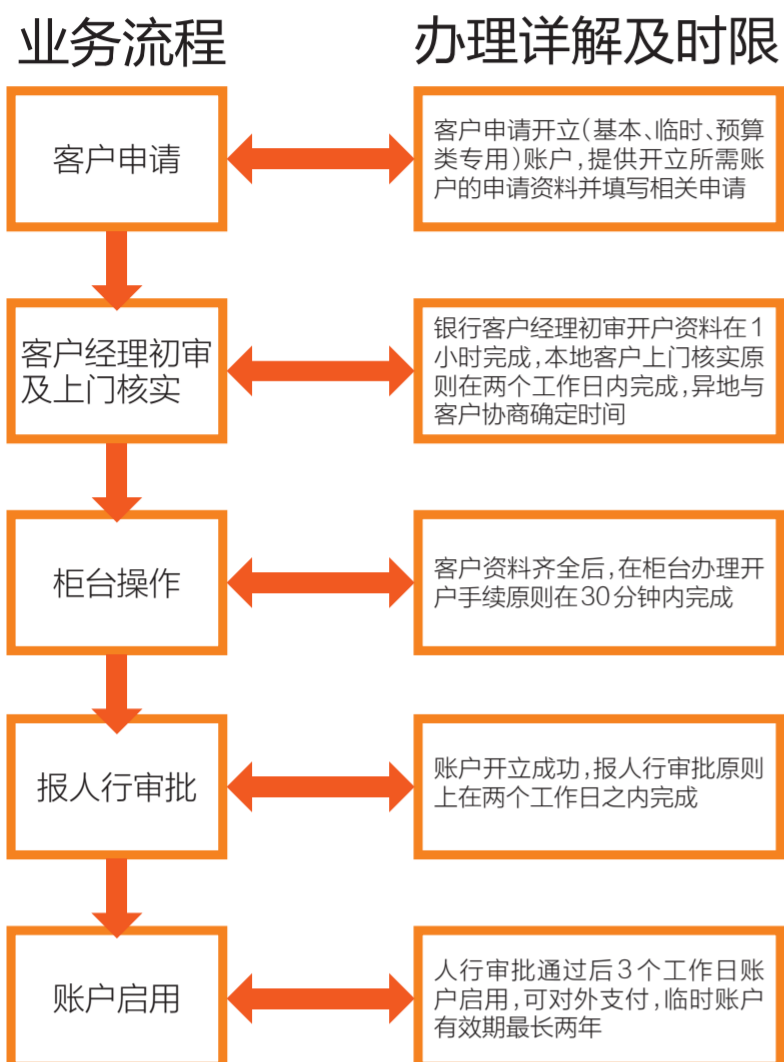 业务流程
办理详解及时限
客户申请
客户申请开立(基本、临时、预算
类专用)账户,提供开立所需账
户的申请资料并填写相关申请
客户经理初审
及上门核实
银行客户经理初审开户资料在1
小时完成,本地客户上门核实原
则在两个工作日内完成,异地与
客户协商确定时间
柜台操作
客户资料齐全后,在柜台办理开
户手续原则在30分钟内完成
报人行审批
账户开立成功,报人行审批原则
上在两个工作日之内完成
账户启用
人行审批通过后3个工作日账
户启用,可对外支付,临时账户
有效期最长两年